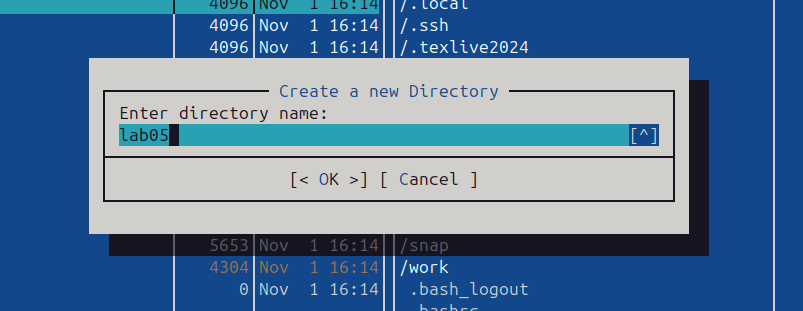 4096 Nov 1 16:14 /.local
4096 Nov 1 16:14 /.ssh
4096 Nov 1 16:14 /.texlive2024
Create a new Directory
Enter directory name:
lab05 [^]
[< OK >] [ Cancel ]
5653 Nov 1 16:14 /snap
4304 Nov 1 16:14 /work
0 Nov 1 16:14 .bash_logout
.bashrc